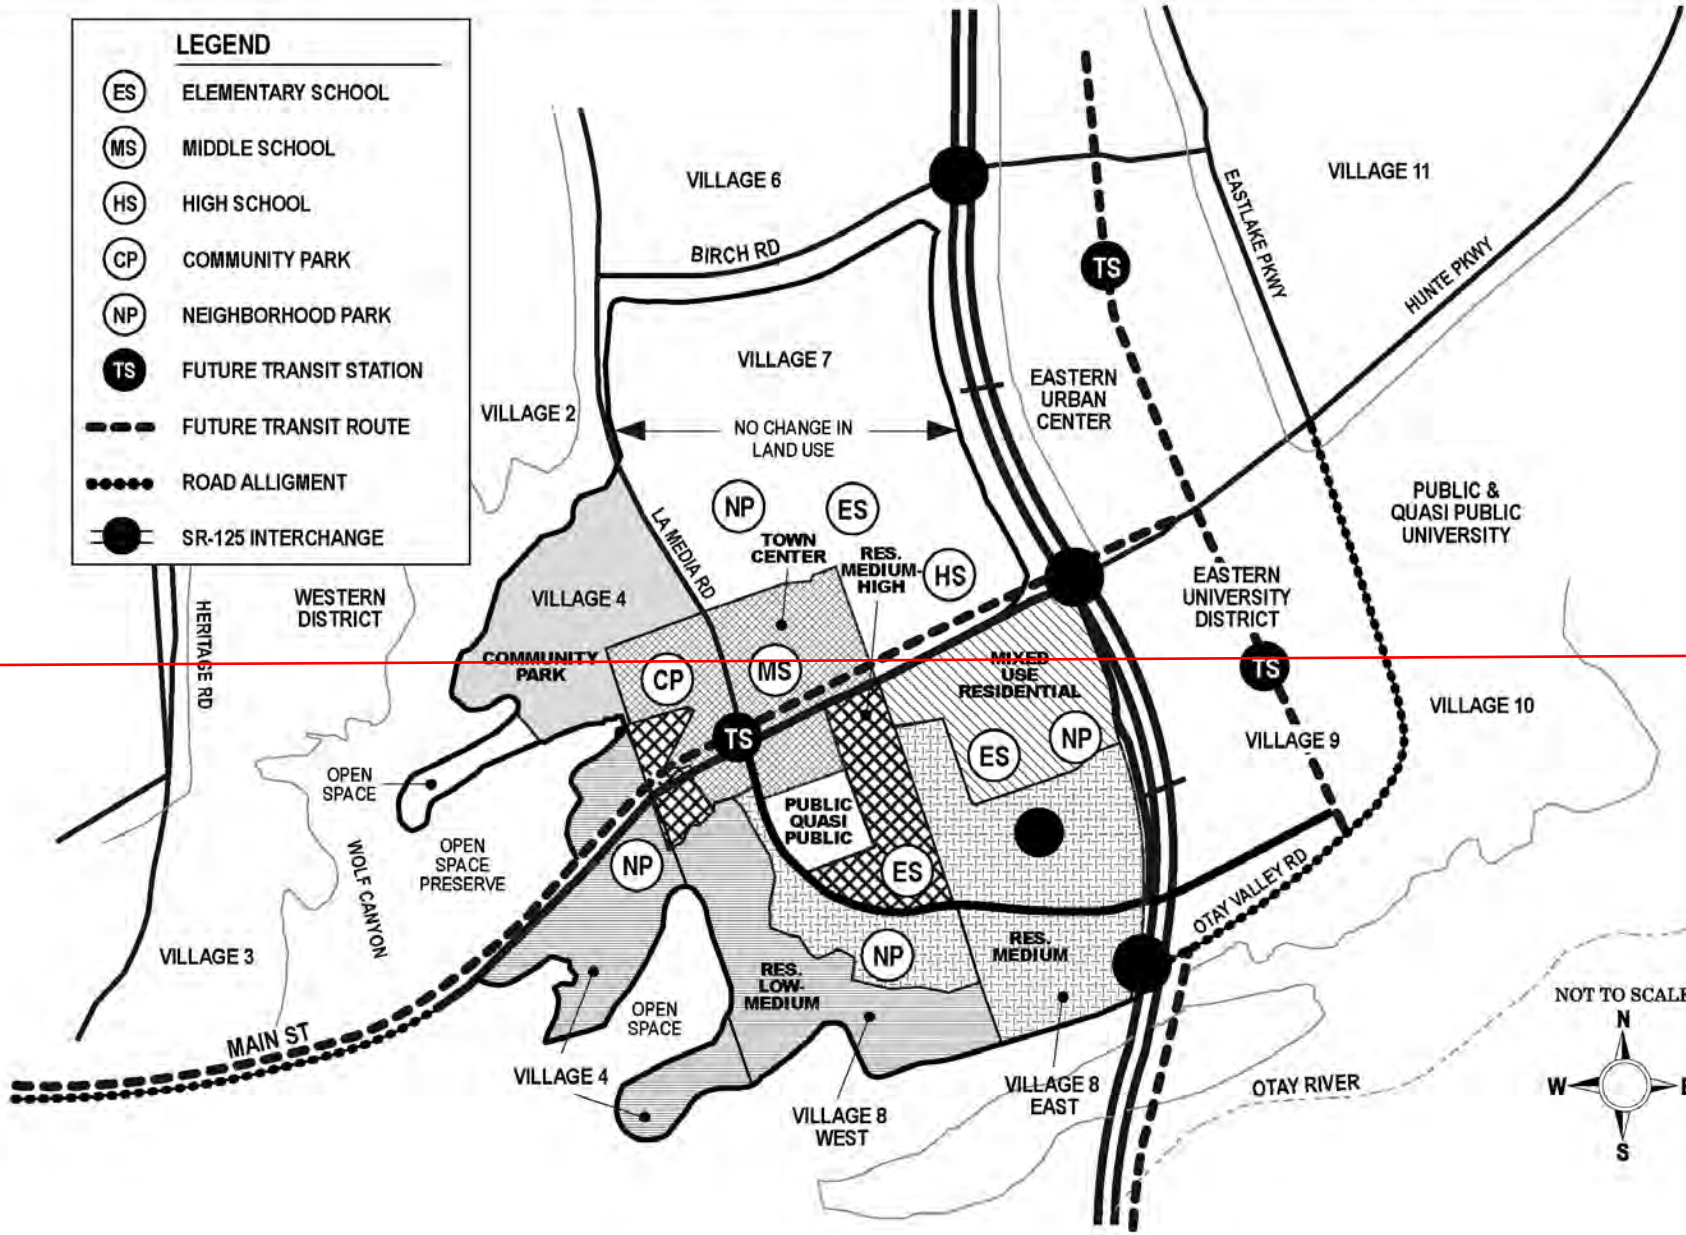 LEGEND
ES ELEMENTARY SCHOOL
MS MIDDLE SCHOOL
HS HIGH SCHOOL
CP COMMUNITY PARK
NP NEIGHBORHOOD PARK
TS FUTURE TRANSIT STATION
FUTURE TRANSIT ROUTE
ROAD ALLIGMENT
SR-125 INTERCHANGE
VILLAGE 6
VILLAGE 11
EASTLAKE PKWY
BIRCH RD
TS
HUNTE PKWY
VILLAGE 7
VILLAGE 2
EASTERN
URBAN
CENTER
NO CHANGE IN
LAND USE
NP
ES
LA MEDIA RD
TOWN
CENTER
RES.
MEDIUM-
HIGH
HS
PUBLIC &
QUASI PUBLIC
UNIVERSITY
EASTERN
UNIVERSITY
DISTRICT
WESTERN
DISTRICT
HERITAGE RD
VILLAGE 4
COMMUNITY
PARK
CP
MS
MIXED
USE
RESIDENTIAL
TS
VILLAGE 10
TS
ES
NP
VILLAGE 9
OPEN
SPACE
PUBLIC
QUASI
PUBLIC
WOLF CANYON
OPEN
SPACE
PRESERVE
NP
ES
OTAY VALLEY RD
VILLAGE 3
NP
RES.
MEDIUM
RES.
LOW-
MEDIUM
OPEN
SPACE
MAIN ST
VILLAGE 4
VILLAGE 8
WEST
VILLAGE 8
EAST
OTAY RIVER
NOT TO SCALE
N
W
E
S